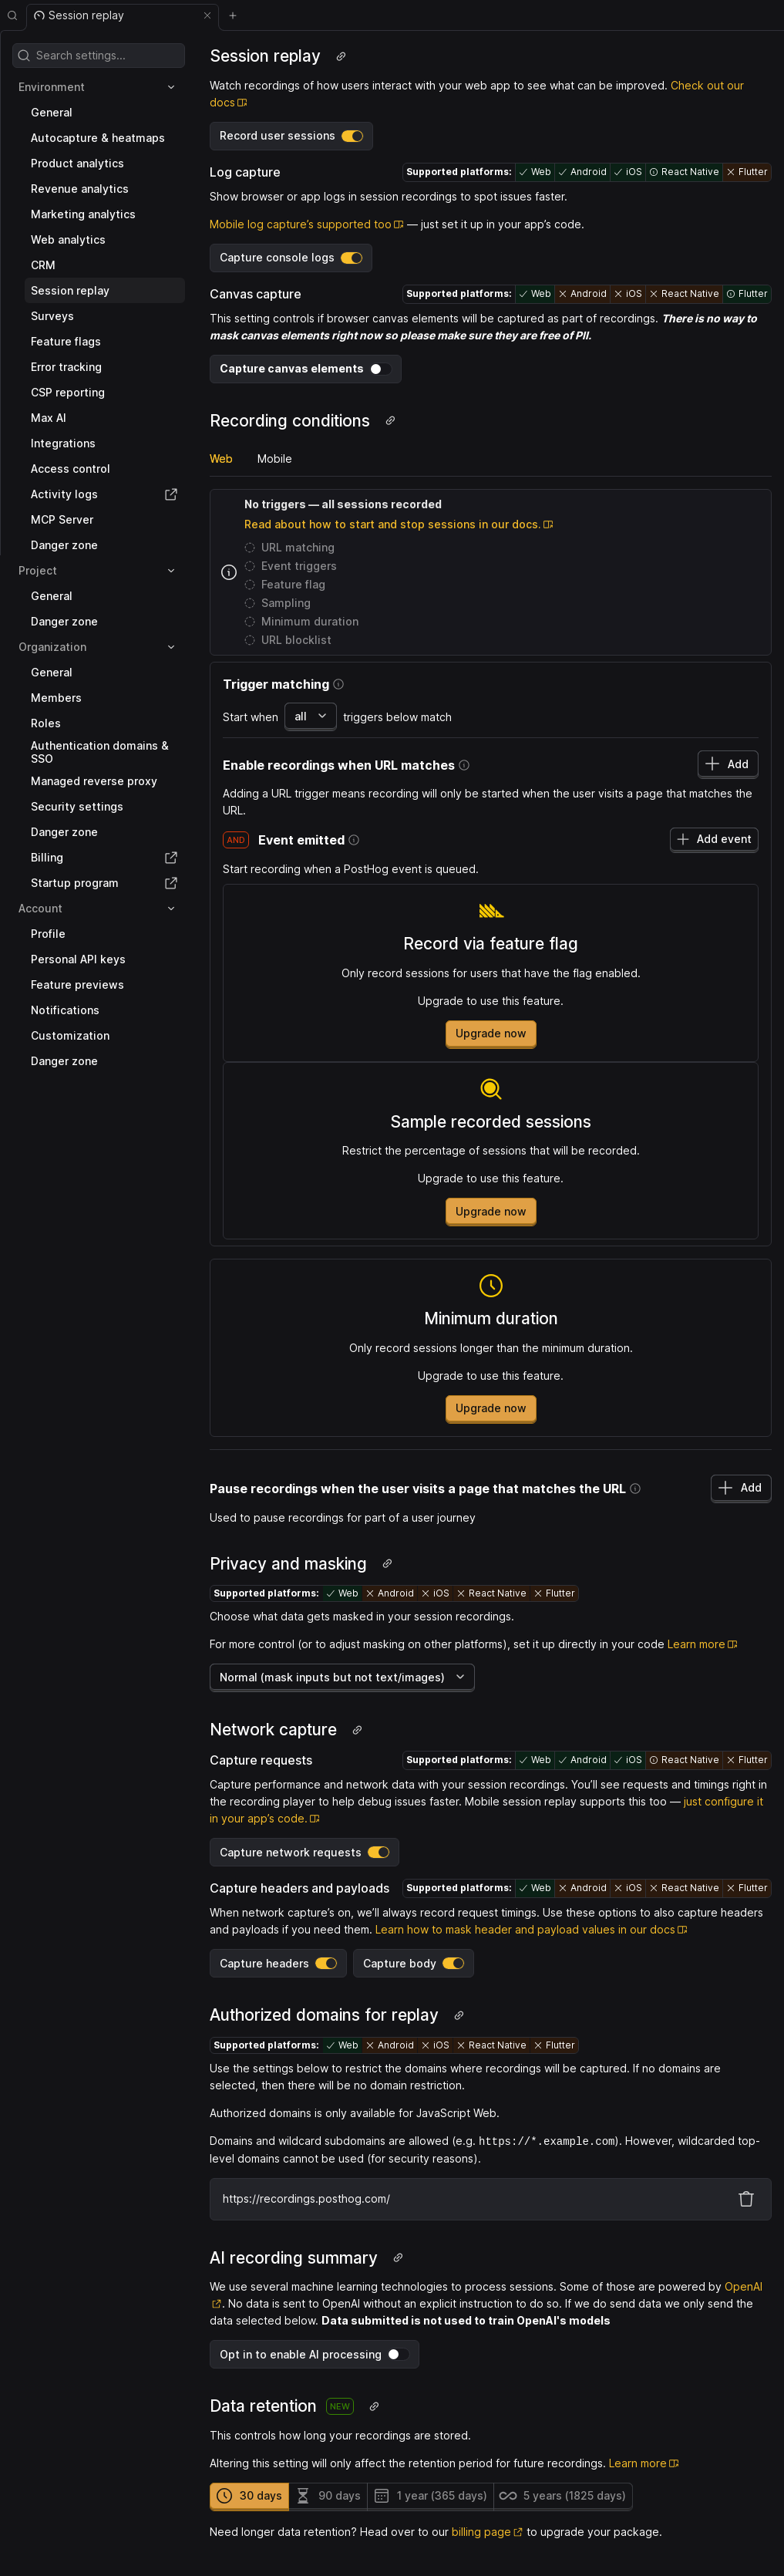 Session replay
Search settings...
Environment
General
Autocapture & heatmaps
Product analytics
Revenue analytics
Marketing analytics
Web analytics
CRM
Session replay
Surveys
Feature flags
Error tracking
CSP reporting
Max AI
Integrations
Access control
Activity logs
MCP Server
Danger zone
Project
General
Danger zone
Organization
General
Members
Roles
Authentication domains &
SSO
Managed reverse proxy
Security settings
Danger zone
Billing
Startup program
Account
Profile
Personal API keys
Feature previews
Notifications
Customization
Danger zone
Session replay
Watch recordings of how users interact with your web app to see what can be improved. Check out our
docs
Record user sessions
Log capture
Supported platforms: Web Android iOS React Native Flutter
Show browser or app logs in session recordings to spot issues faster.
Mobile log capture’s supported too — just set it up in your app’s code.
Capture console logs
Canvas capture
Supported platforms: Web Android iOS React Native Flutter
This setting controls if browser canvas elements will be captured as part of recordings. There is no way to
mask canvas elements right now so please make sure they are free of PII.
Capture canvas elements
Recording conditions
Web Mobile
No triggers — all sessions recorded
Read about how to start and stop sessions in our docs.
URL matching
Event triggers
Feature flag
Sampling
Minimum duration
URL blocklist
Trigger matching
Start when all triggers below match
Enable recordings when URL matches
Add
Adding a URL trigger means recording will only be started when the user visits a page that matches the
URL.
AND Event emitted
Add event
Start recording when a PostHog event is queued.
Record via feature flag
Only record sessions for users that have the flag enabled.
Upgrade to use this feature.
Upgrade now
Sample recorded sessions
Restrict the percentage of sessions that will be recorded.
Upgrade to use this feature.
Upgrade now
Minimum duration
Only record sessions longer than the minimum duration.
Upgrade to use this feature.
Upgrade now
Pause recordings when the user visits a page that matches the URL
Add
Used to pause recordings for part of a user journey
Privacy and masking
Supported platforms: Web Android iOS React Native Flutter
Choose what data gets masked in your session recordings.
For more control (or to adjust masking on other platforms), set it up directly in your code Learn more
Normal (mask inputs but not text/images)
Network capture
Capture requests
Supported platforms: Web Android iOS React Native Flutter
Capture performance and network data with your session recordings. You’ll see requests and timings right in
the recording player to help debug issues faster. Mobile session replay supports this too — just configure it
in your app’s code.
Capture network requests
Capture headers and payloads
Supported platforms: Web Android iOS React Native Flutter
When network capture’s on, we’ll always record request timings. Use these options to also capture headers
and payloads if you need them. Learn how to mask header and payload values in our docs
Capture headers Capture body
Authorized domains for replay
Supported platforms: Web Android iOS React Native Flutter
Use the settings below to restrict the domains where recordings will be captured. If no domains are
selected, then there will be no domain restriction.
Authorized domains is only available for JavaScript Web.
Domains and wildcard subdomains are allowed (e.g. https://*.example.com). However, wildcarded top-
level domains cannot be used (for security reasons).
https://recordings.posthog.com/
AI recording summary
We use several machine learning technologies to process sessions. Some of those are powered by OpenAI
. No data is sent to OpenAI without an explicit instruction to do so. If we do send data we only send the
data selected below. Data submitted is not used to train OpenAI's models
Opt in to enable AI processing
Data retention NEW
This controls how long your recordings are stored.
Altering this setting will only affect the retention period for future recordings. Learn more
30 days 90 days 1 year (365 days) 5 years (1825 days)
Need longer data retention? Head over to our billing page to upgrade your package.